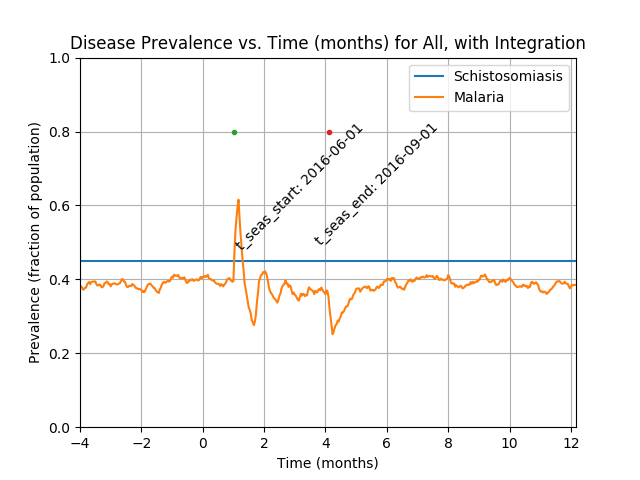 Disease Prevalence vs. Time (months) for All, with Integration
Prevalence (fraction of population)
1.0
0.8
0.6
0.4
0.2
0.0
Schistosomiasis
Malaria
t_seas_start: 2016-06-01
t_seas_end: 2016-09-01
−4 −2 0 2 4 6 8 10 12
Time (months)